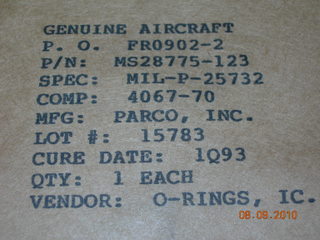 GENUINE AIRCRAFT
P. O. FR0902-2
P/N: MS28775-123
SPEC: MIL-P-25732
COMP: 4067-70
MFG: PARCO, INC.
LOT #: 15783
CURE DATE: 1Q93
QTY: 1 EACH
VENDOR: O-RINGS, IC.
08.09.2010